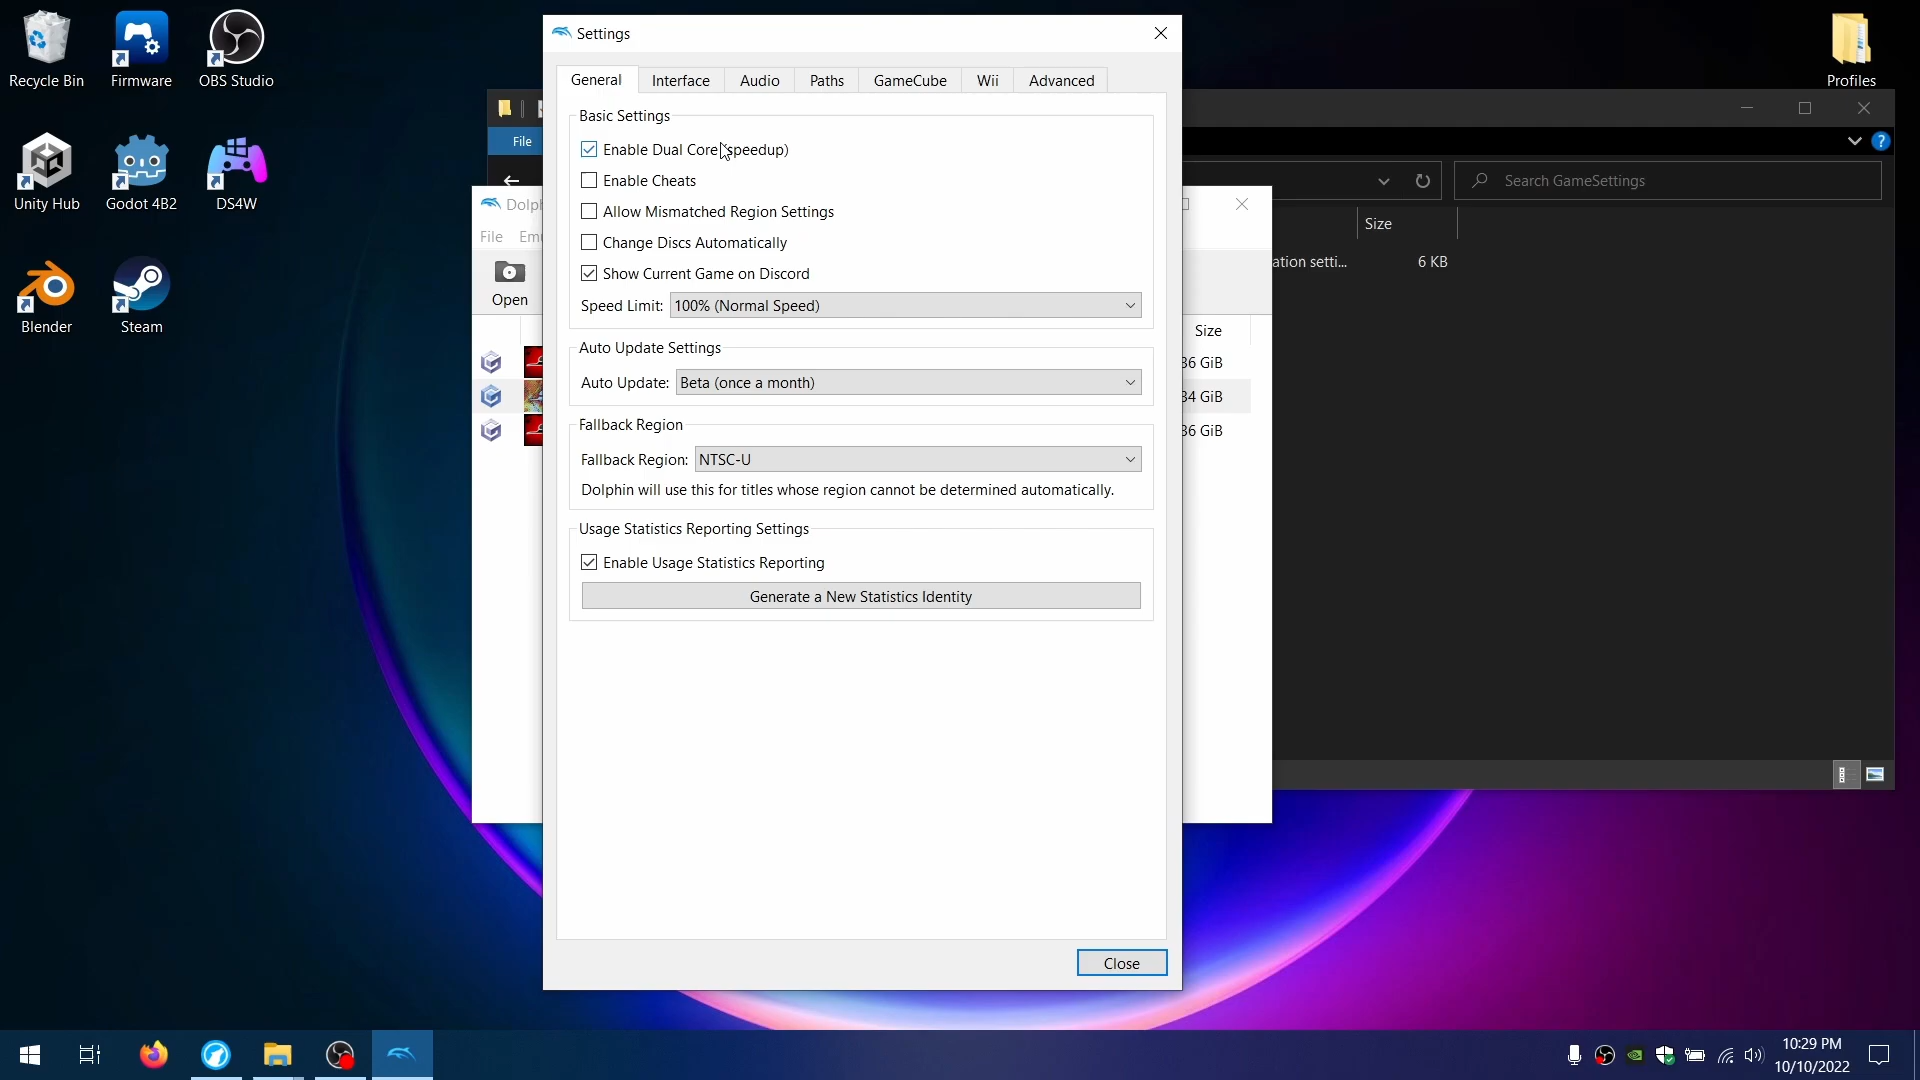 Recycle Bin
Firmware
OBS Studio
Unity Hub
Godot 4B2
DS4W
Blender
Steam
Profiles
Settings
General
Interface
Audio
Paths
GameCube
Wii
Advanced
Basic Settings
Enable Dual Core (speedup)
Enable Cheats
Allow Mismatched Region Settings
Change Discs Automatically
Show Current Game on Discord
Speed Limit: 100% (Normal Speed)
Auto Update Settings
Auto Update: Beta (once a month)
Fallback Region
Fallback Region: NTSC-U
Dolphin will use this for titles whose region cannot be determined automatically.
Usage Statistics Reporting Settings
Enable Usage Statistics Reporting
Generate a New Statistics Identity
Close
File
Search GameSettings
Size
ation setti...
6 KB
Dolph
File Emu
Open
Size
36 GiB
34 GiB
36 GiB
10:29 PM
10/10/2022